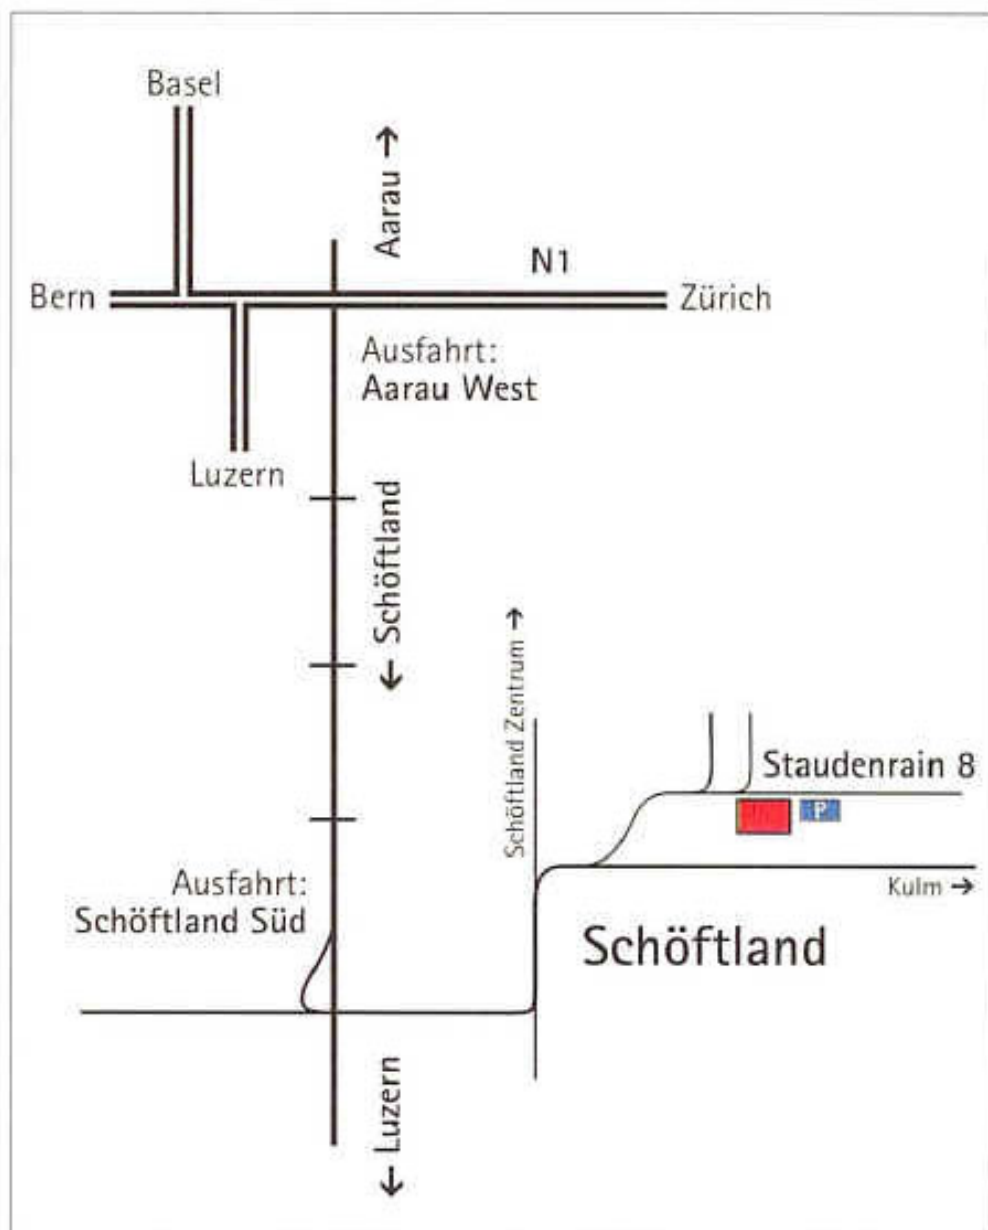 Basel
Aarau →
N1
Bern
Zürich
Ausfahrt:
Aarau West
Luzern
← Schöftland
Schöftland Zentrum →
Staudenrain 8
P
Ausfahrt:
Schöftland Süd
Kulm →
Schöftland
← Luzern